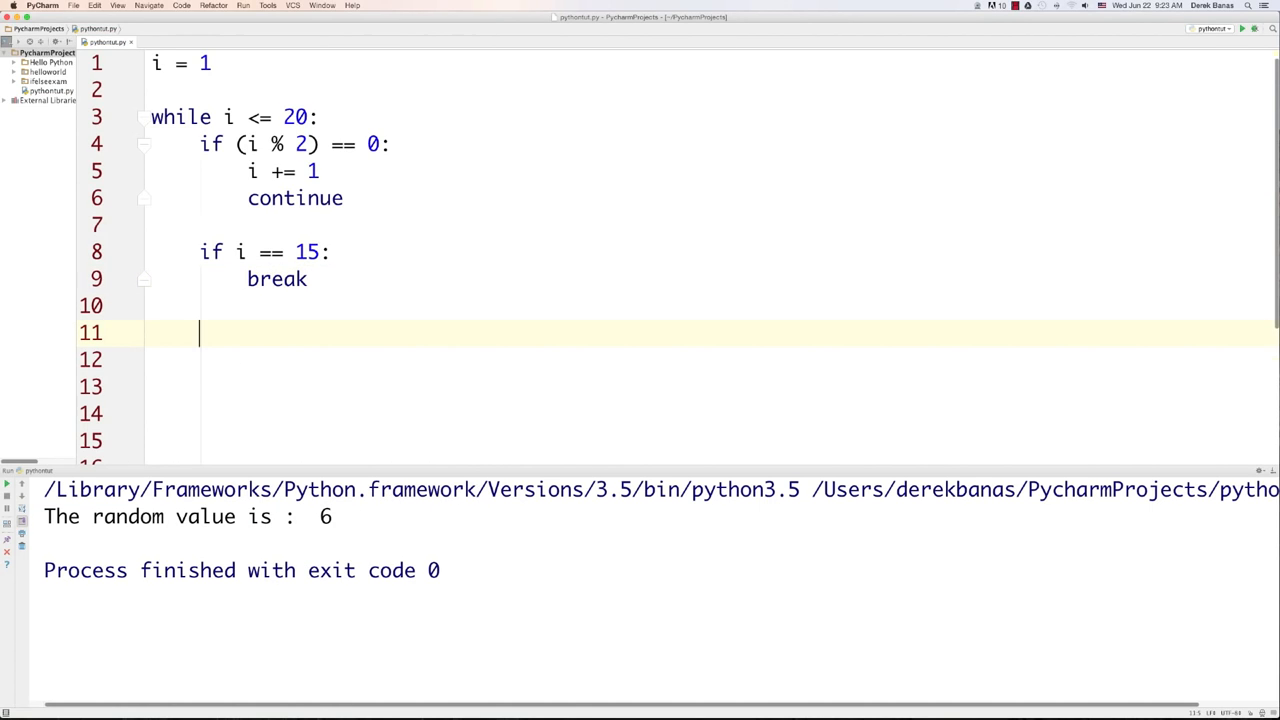 PyCharm File Edit View Navigate Code Refactor Run Tools VCS Window Help 10 Wed Jun 22 9:23 AM Derek Banas
pythontut.py - PycharmProjects - [~/PycharmProjects]
PycharmProjects pythontut.py pythontut
pythontut.py ×
PycharmProject
Hello Python
helloworld
ifelseexam
pythontut.py
External Librarie
1 i = 1
2
3 while i <= 20:
4 if (i % 2) == 0:
5 i += 1
6 continue
7
8 if i == 15:
9 break
10
11
12
13
14
15
16
Run pythontut
/Library/Frameworks/Python.framework/Versions/3.5/bin/python3.5 /Users/derekbanas/PycharmProjects/pytho
The random value is : 6
Process finished with exit code 0
11:5 LF÷ UTF-8÷